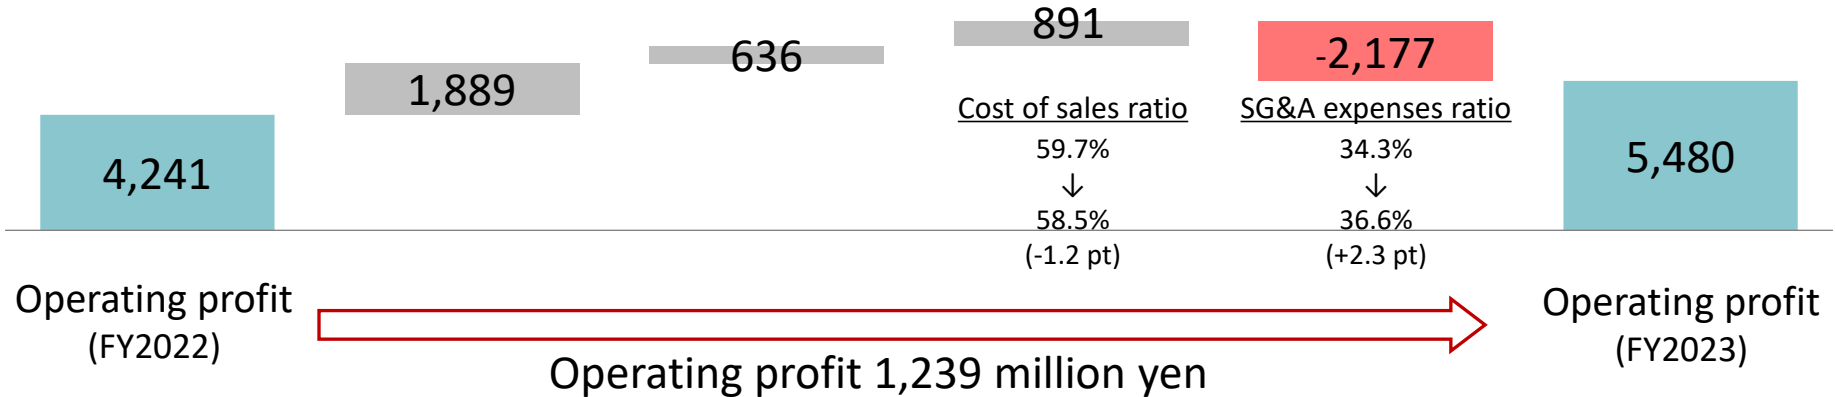 4,241
1,889
636
891
-2,177
5,480
Cost of sales ratio
59.7%
↓
58.5%
(-1.2 pt)
SG&A expenses ratio
34.3%
↓
36.6%
(+2.3 pt)
Operating profit
(FY2022)
Operating profit 1,239 million yen
Operating profit
(FY2023)